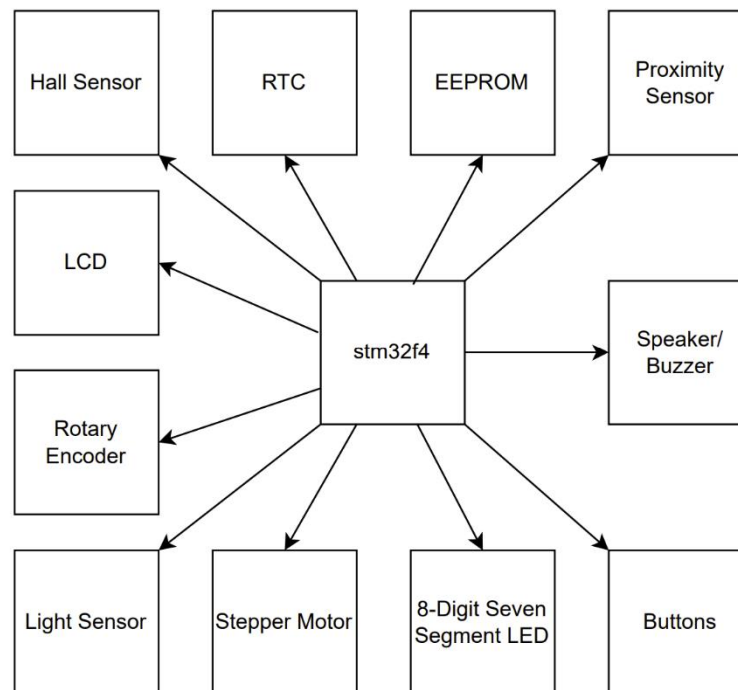 Hall Sensor
RTC
EEPROM
Proximity
Sensor
LCD
stm32f4
Speaker/
Buzzer
Rotary
Encoder
Light Sensor
Stepper Motor
8-Digit Seven
Segment LED
Buttons